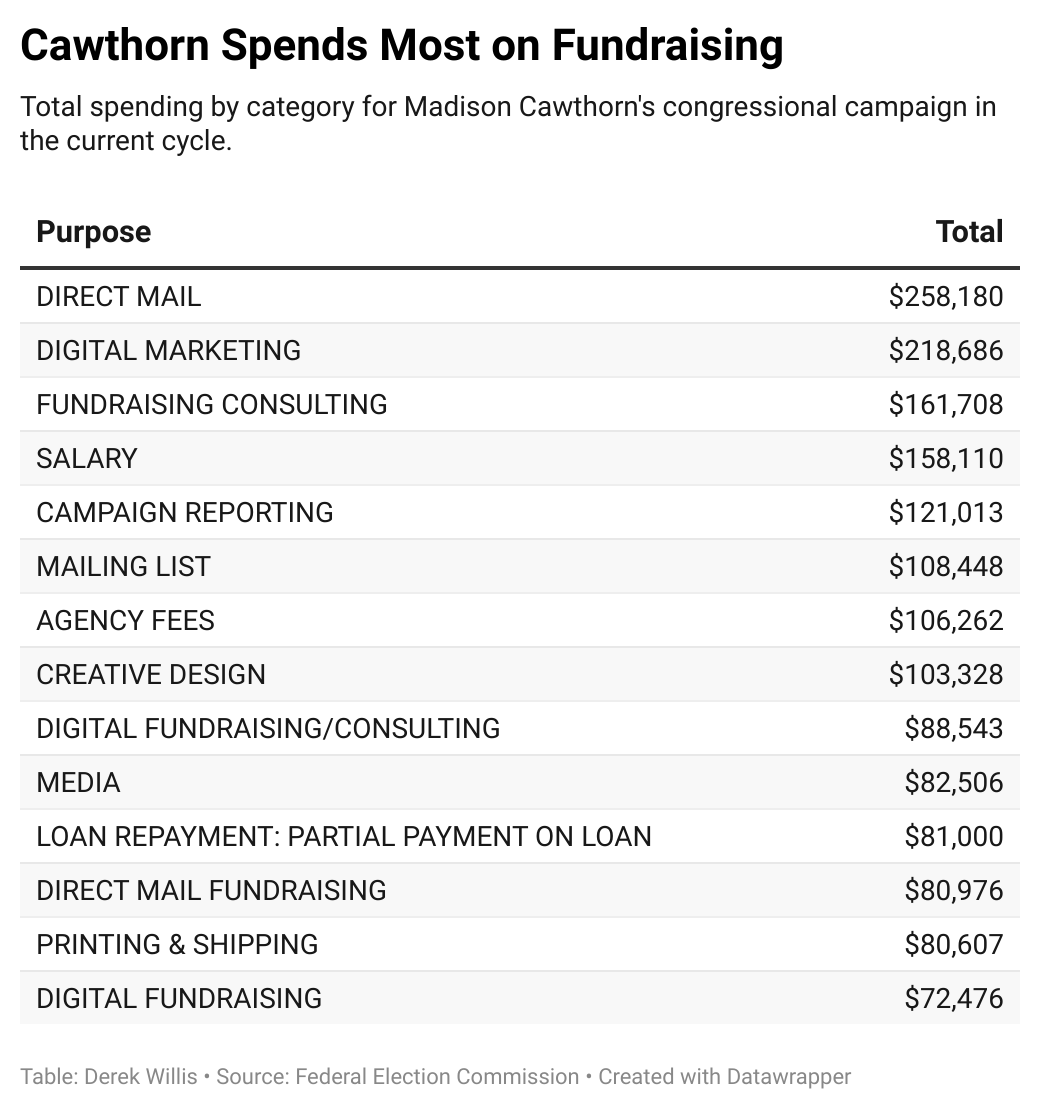 Cawthorn Spends Most on Fundraising
Total spending by category for Madison Cawthorn's congressional campaign in
the current cycle.
Purpose Total
DIRECT MAIL $258,180
DIGITAL MARKETING $218,686
FUNDRAISING CONSULTING $161,708
SALARY $158,110
CAMPAIGN REPORTING $121,013
MAILING LIST $108,448
AGENCY FEES $106,262
CREATIVE DESIGN $103,328
DIGITAL FUNDRAISING/CONSULTING $88,543
MEDIA $82,506
LOAN REPAYMENT: PARTIAL PAYMENT ON LOAN $81,000
DIRECT MAIL FUNDRAISING $80,976
PRINTING & SHIPPING $80,607
DIGITAL FUNDRAISING $72,476
Table: Derek Willis • Source: Federal Election Commission • Created with Datawrapper